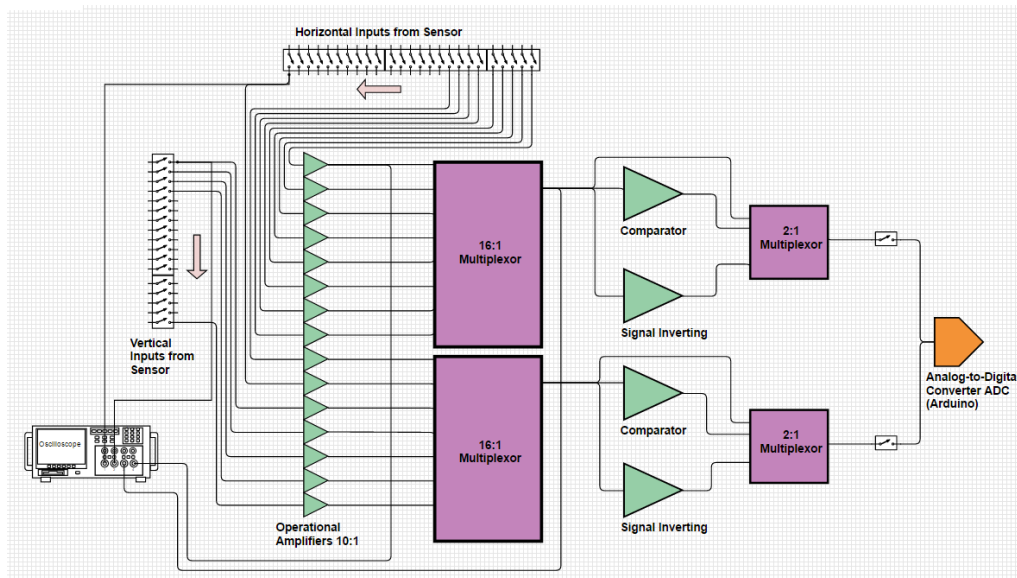 Horizontal Inputs from Sensor
16:1
Multiplexor
Comparator
2:1
Multiplexor
Signal Inverting
Vertical
Inputs from
Sensor
Analog-to-Digita
Converter ADC
(Arduino)
Oscilloscope
16:1
Multiplexor
Comparator
2:1
Multiplexor
Operational
Amplifiers 10:1
Signal Inverting